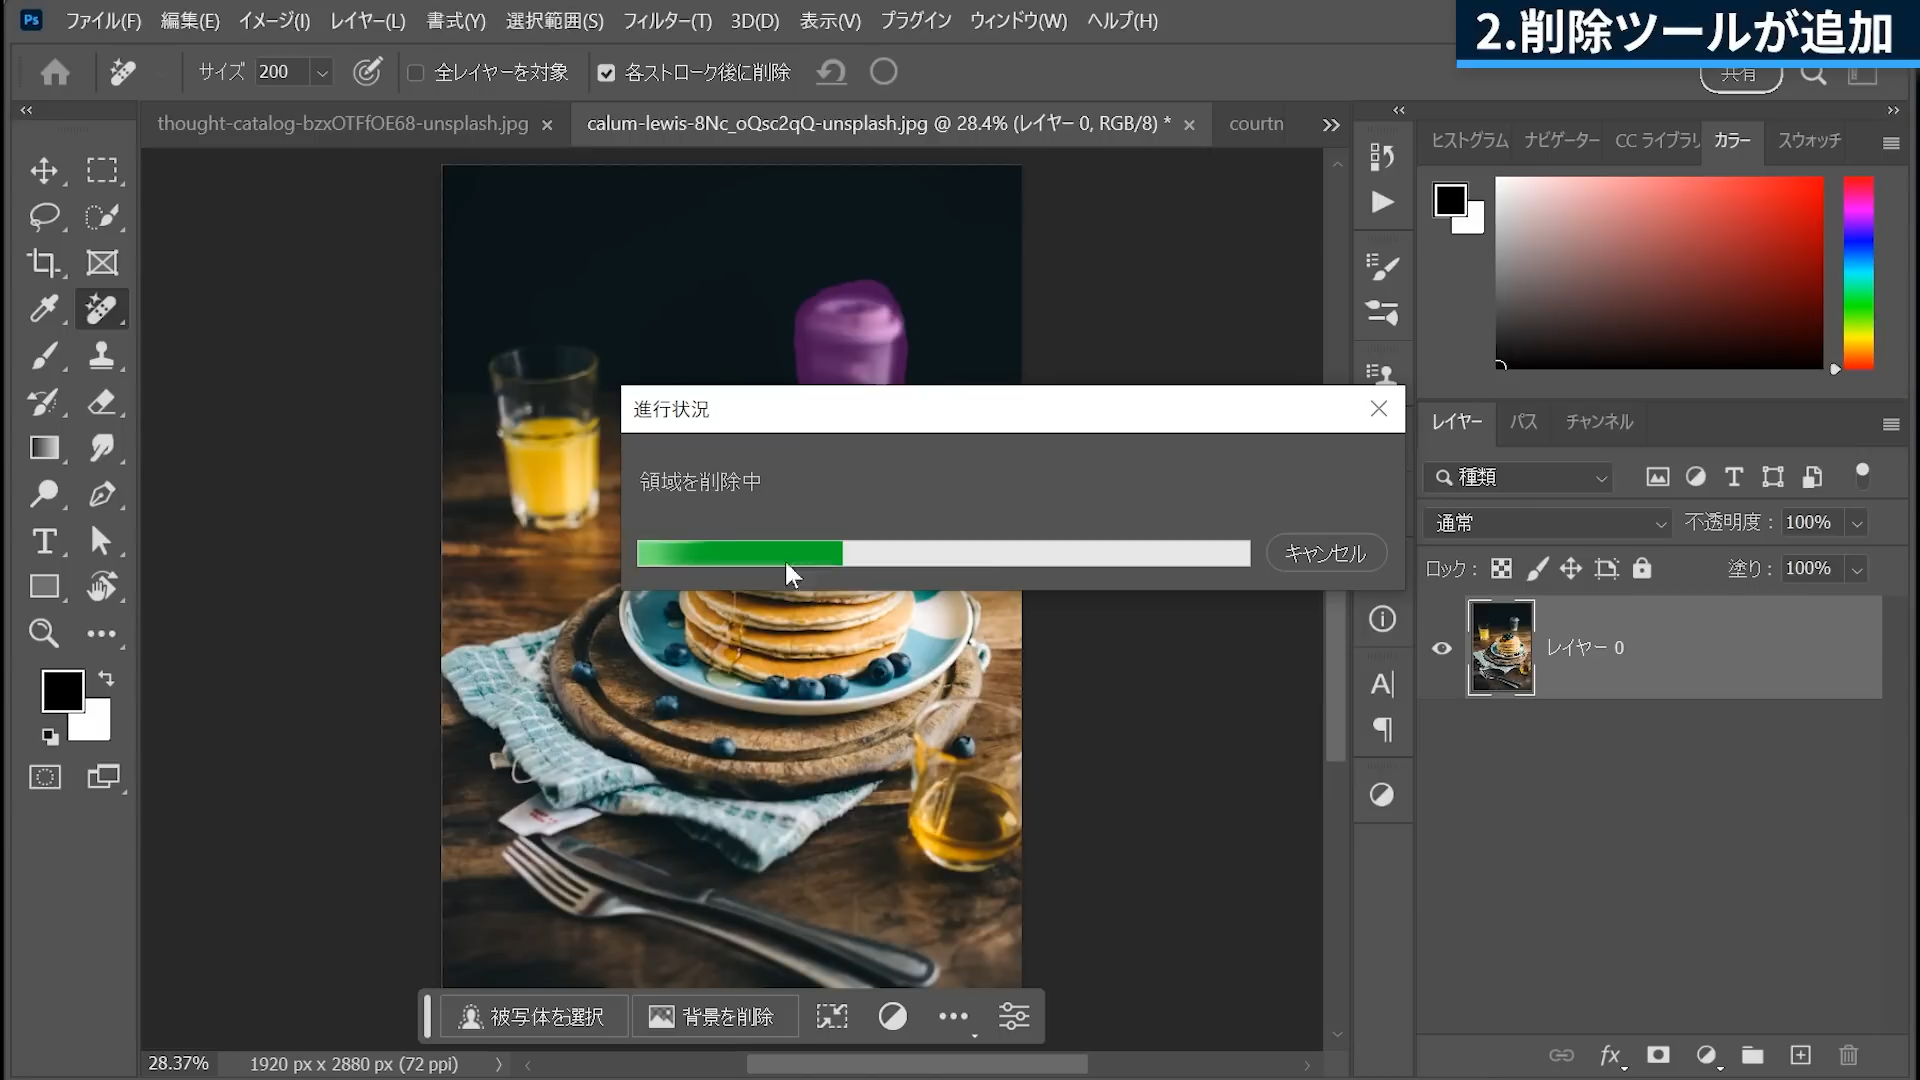 Ps ファイル(F) 編集(E) イメージ(I) レイヤー(L) 書式(Y) 選択範囲(S) フィルター(T) 3D(D) 表示(V) プラグイン ウィンドウ(W) ヘルプ(H)
2.削除ツールが追加
サイズ 200 全レイヤーを対象 各ストローク後に削除
共有
thought-catalog-bzxOTFfOE68-unsplash.jpg × calum-lewis-8Nc_oQsc2qQ-unsplash.jpg @ 28.4% (レイヤー 0, RGB/8) * × courtn
ヒストグラム ナビゲーター CC ライブラリ カラー スウォッチ
進行状況
領域を削除中
キャンセル
レイヤー パス チャンネル
種類
通常 不透明度 : 100%
ロック : 塗り : 100%
レイヤー 0
被写体を選択 背景を削除
28.37% 1920 px x 2880 px (72 ppi)
fx